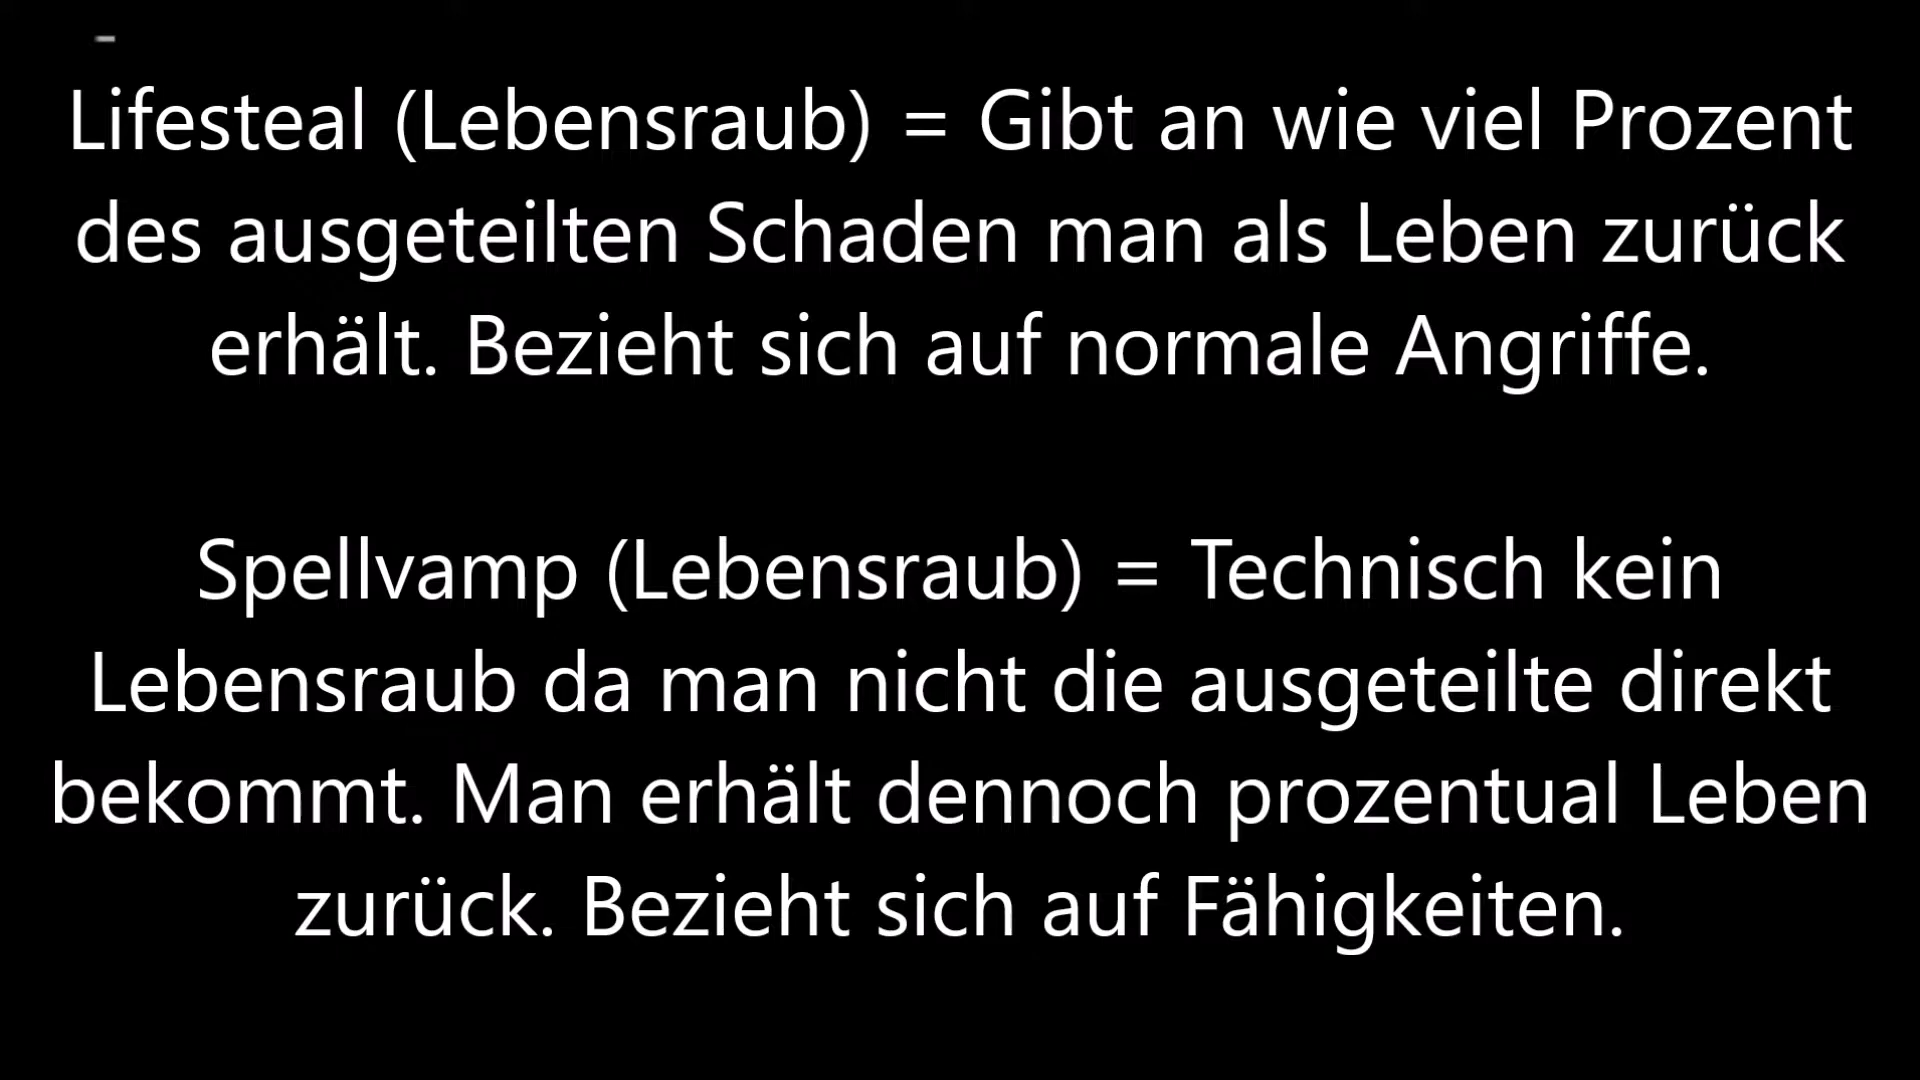 Lifesteal (Lebensraub) = Gibt an wie viel Prozent
des ausgeteilten Schaden man als Leben zurück
erhält. Bezieht sich auf normale Angriffe.
Spellvamp (Lebensraub) = Technisch kein
Lebensraub da man nicht die ausgeteilte direkt
bekommt. Man erhält dennoch prozentual Leben
zurück. Bezieht sich auf Fähigkeiten.